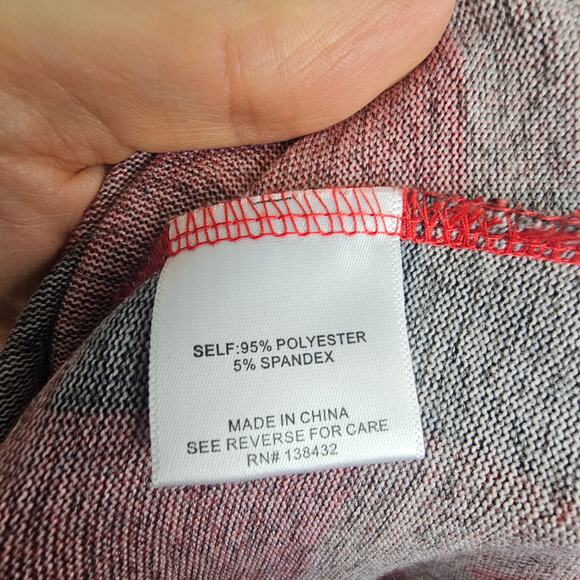 SELF:95% POLYESTER
5% SPANDEX
MADE IN CHINA
SEE REVERSE FOR CARE
RN# 138432